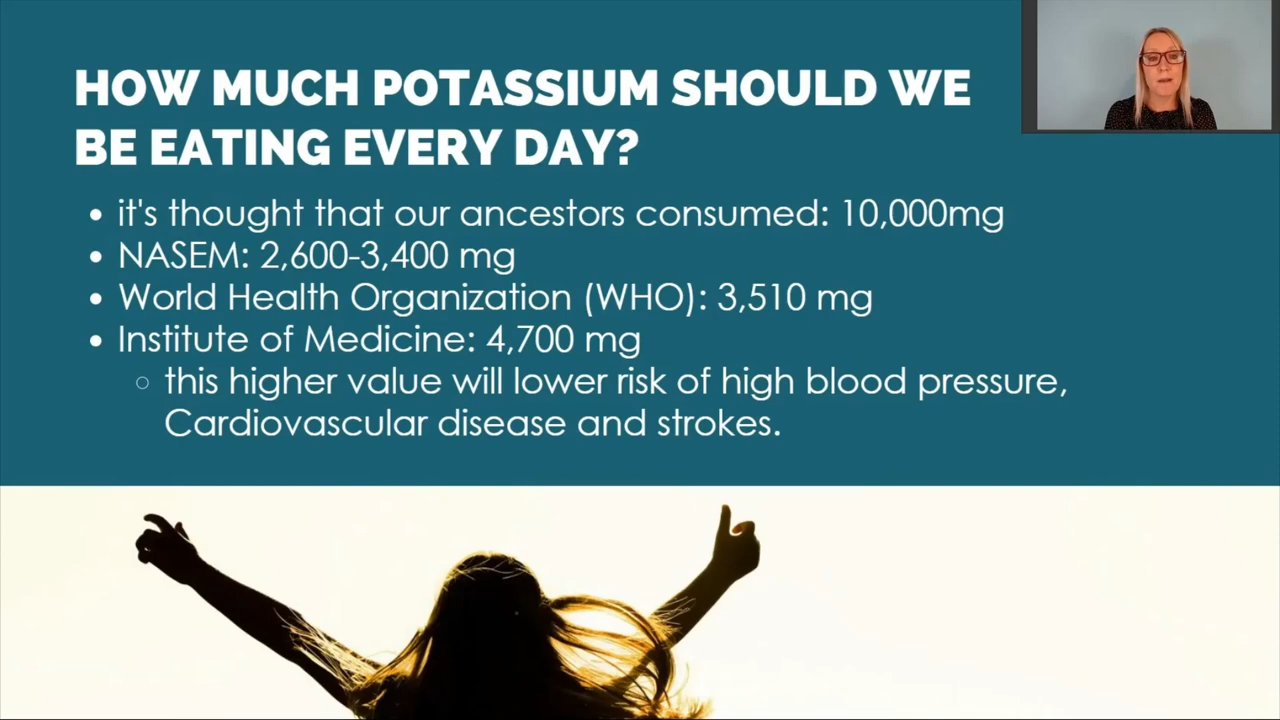 HOW MUCH POTASSIUM SHOULD WE
BE EATING EVERY DAY?
• it's thought that our ancestors consumed: 10,000mg
• NASEM: 2,600-3,400 mg
• World Health Organization (WHO): 3,510 mg
• Institute of Medicine: 4,700 mg
○ this higher value will lower risk of high blood pressure,
Cardiovascular disease and strokes.